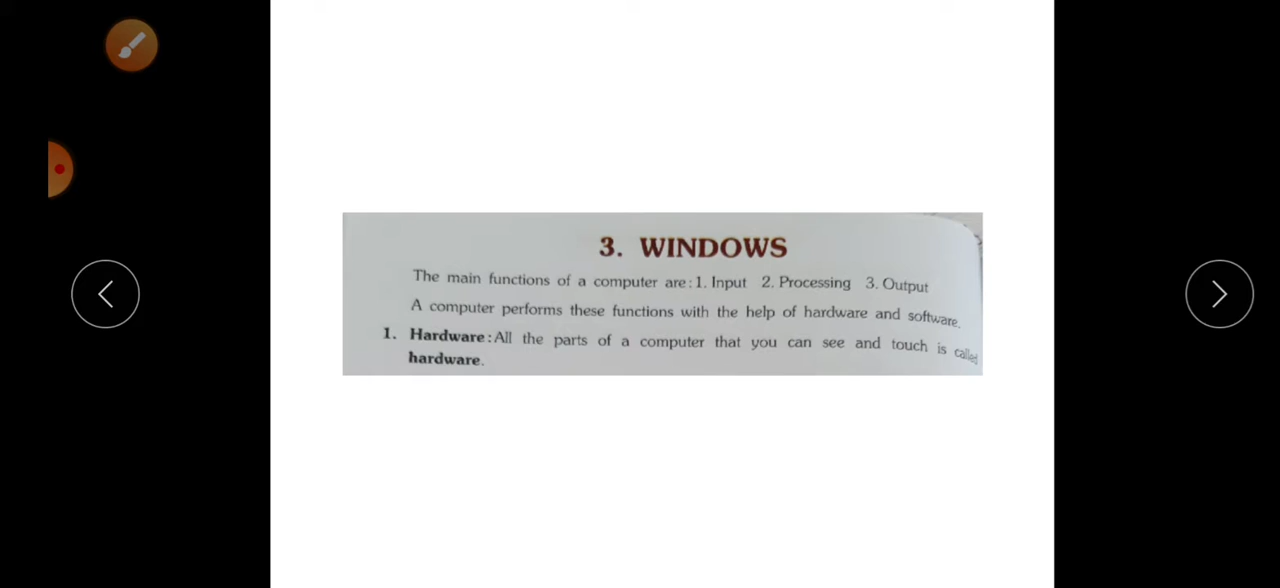 3. WINDOWS
The main functions of a computer are : 1. Input 2. Processing 3. Output
A computer performs these functions with the help of hardware and software.
1. Hardware : All the parts of a computer that you can see and touch is called
hardware.